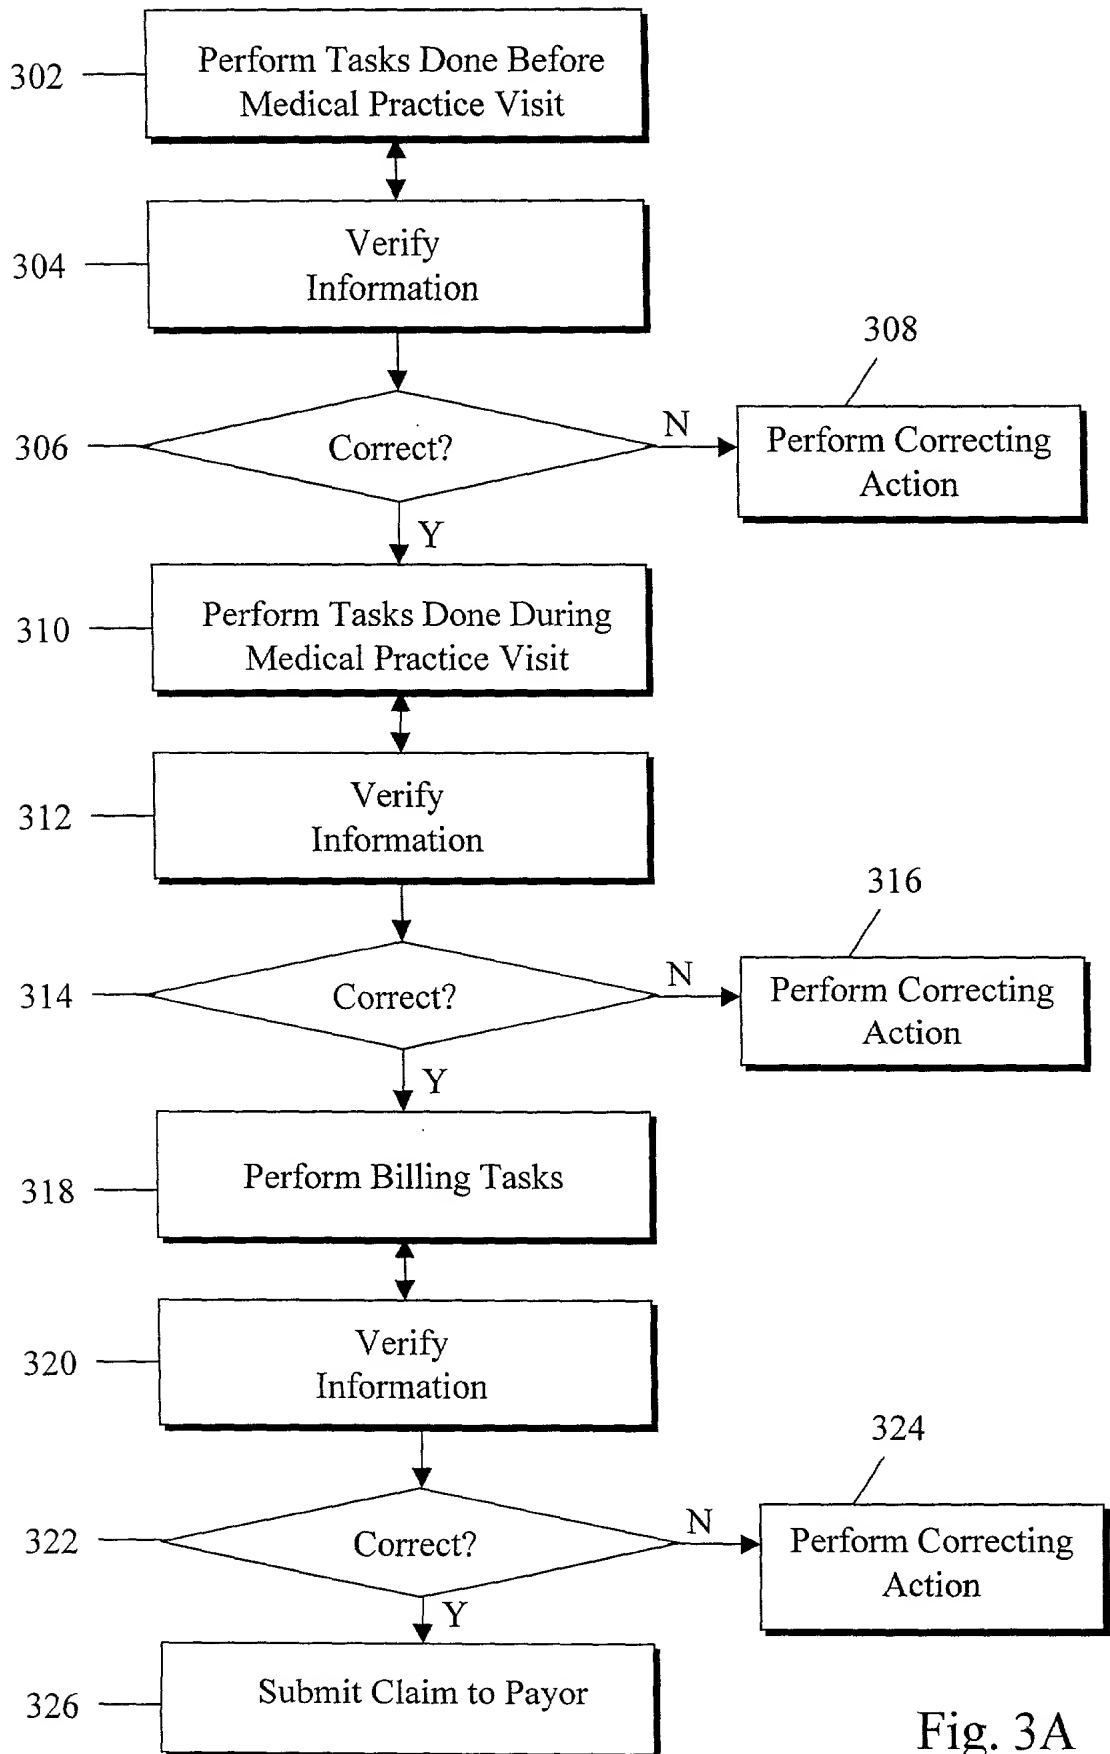 302
Perform Tasks Done Before
Medical Practice Visit
304
Verify
Information
308
306
Correct?
N
Perform Correcting
Action
Y
310
Perform Tasks Done During
Medical Practice Visit
312
Verify
Information
316
314
Correct?
N
Perform Correcting
Action
Y
318
Perform Billing Tasks
320
Verify
Information
324
322
Correct?
N
Perform Correcting
Action
Y
326
Submit Claim to Payor
Fig. 3A